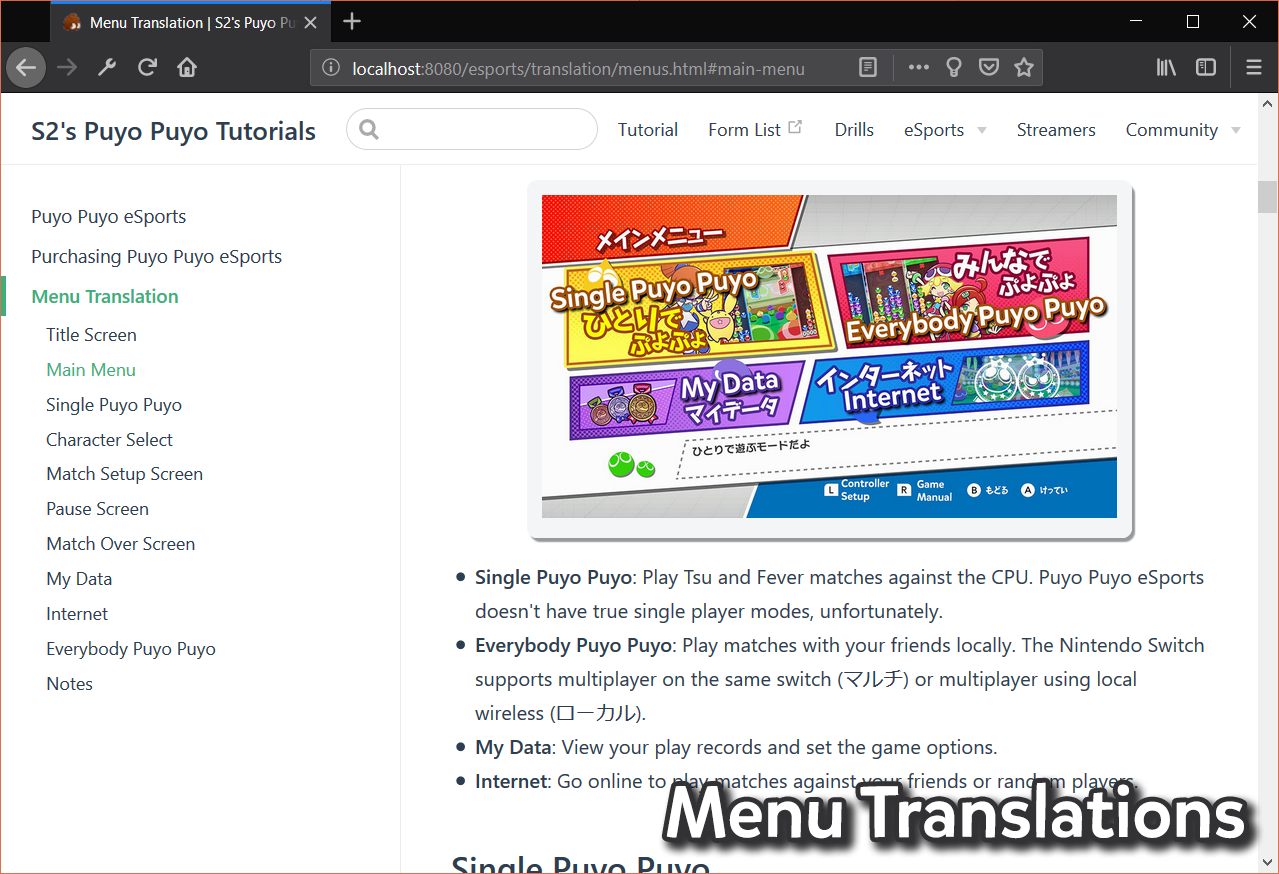 Menu Translation | S2's Puyo Pu
localhost:8080/esports/translation/menus.html#main-menu
S2's Puyo Puyo Tutorials
Tutorial
Form List
Drills
eSports
Streamers
Community
Puyo Puyo eSports
Purchasing Puyo Puyo eSports
Menu Translation
Title Screen
Main Menu
Single Puyo Puyo
Character Select
Match Setup Screen
Pause Screen
Match Over Screen
My Data
Internet
Everybody Puyo Puyo
Notes
メインメニュー
Single Puyo Puyo
ひとりで
ぷよぷよ
みんなで
ぷよぷよ
Everybody Puyo Puyo
My Data
マイデータ
インターネット
Internet
ひとりで遊ぶモードだよ
L Controller
Setup
R Game
Manual
B もどる
A けってい
• Single Puyo Puyo: Play Tsu and Fever matches against the CPU. Puyo Puyo eSports
doesn't have true single player modes, unfortunately.
• Everybody Puyo Puyo: Play matches with your friends locally. The Nintendo Switch
supports multiplayer on the same switch (マルチ) or multiplayer using local
wireless (ローカル).
• My Data: View your play records and set the game options.
• Internet: Go online to play matches against your friends or random players.
Menu Translations
Single Puyo Puyo